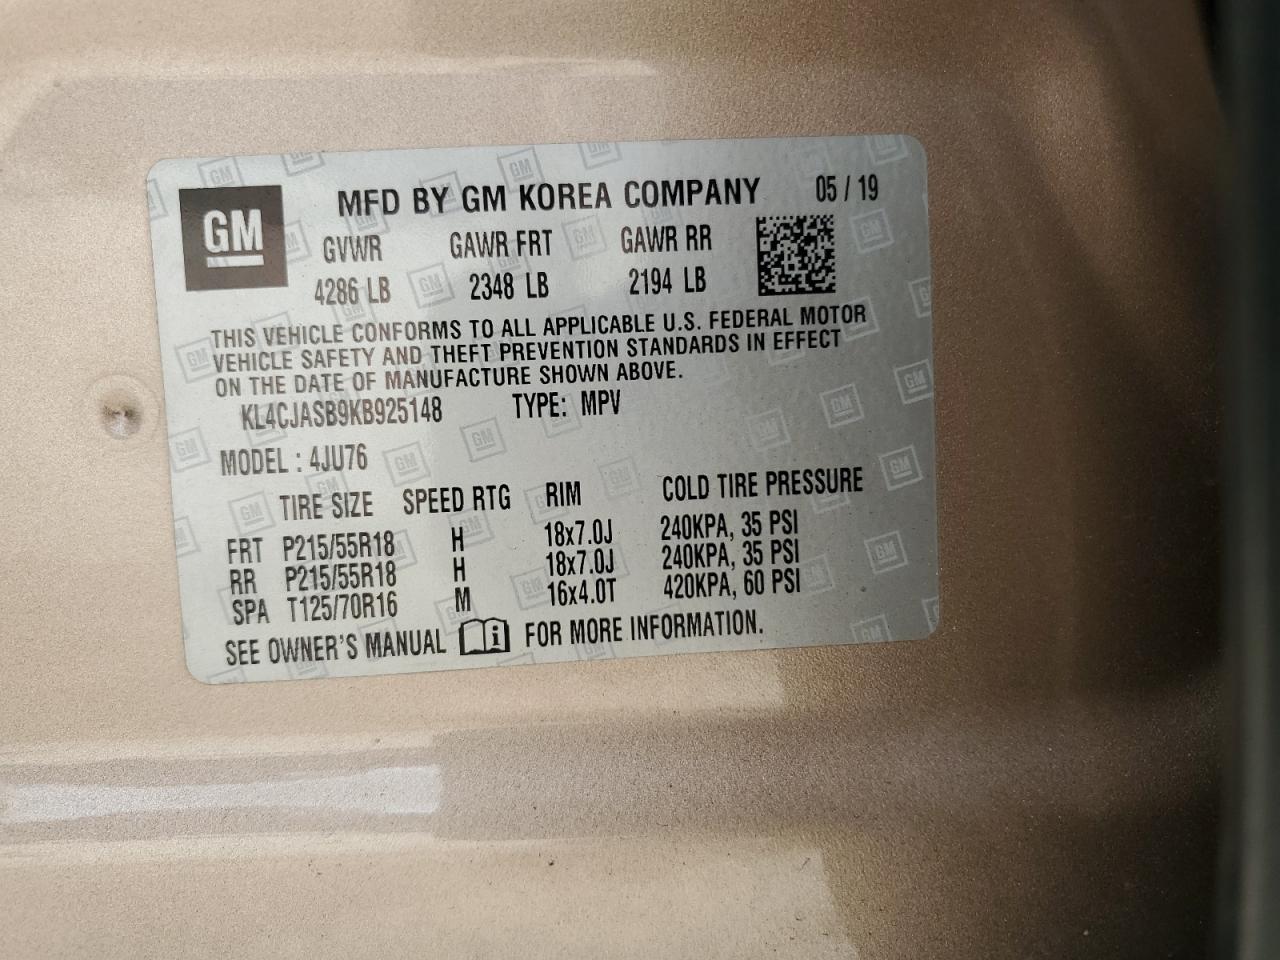 GM
MFD BY GM KOREA COMPANY 05 / 19
GVWR GAWR FRT GAWR RR
4286 LB 2348 LB 2194 LB
THIS VEHICLE CONFORMS TO ALL APPLICABLE U.S. FEDERAL MOTOR
VEHICLE SAFETY AND THEFT PREVENTION STANDARDS IN EFFECT
ON THE DATE OF MANUFACTURE SHOWN ABOVE.
KL4CJASB9KB925148 TYPE: MPV
MODEL : 4JU76
TIRE SIZE SPEED RTG RIM COLD TIRE PRESSURE
FRT P215/55R18 H 18x7.0J 240KPA, 35 PSI
RR P215/55R18 H 18x7.0J 240KPA, 35 PSI
SPA T125/70R16 M 16x4.0T 420KPA, 60 PSI
SEE OWNER'S MANUAL i FOR MORE INFORMATION.